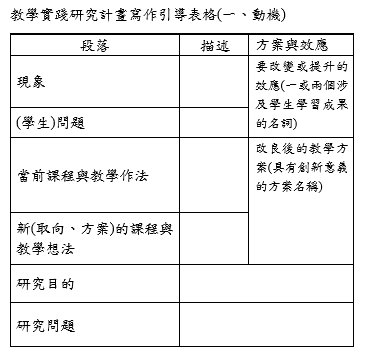 教學實踐研究計畫寫作引導表格(一、動機)
段落 描述 方案與效應
現象
要改變或提升的
效應(一或兩個涉
及學生學習成果
的名詞)
(學生)問題
當前課程與教學作法
改良後的教學方
案(具有創新意義
的方案名稱)
新(取向、方案)的課程與
教學想法
研究目的
研究問題